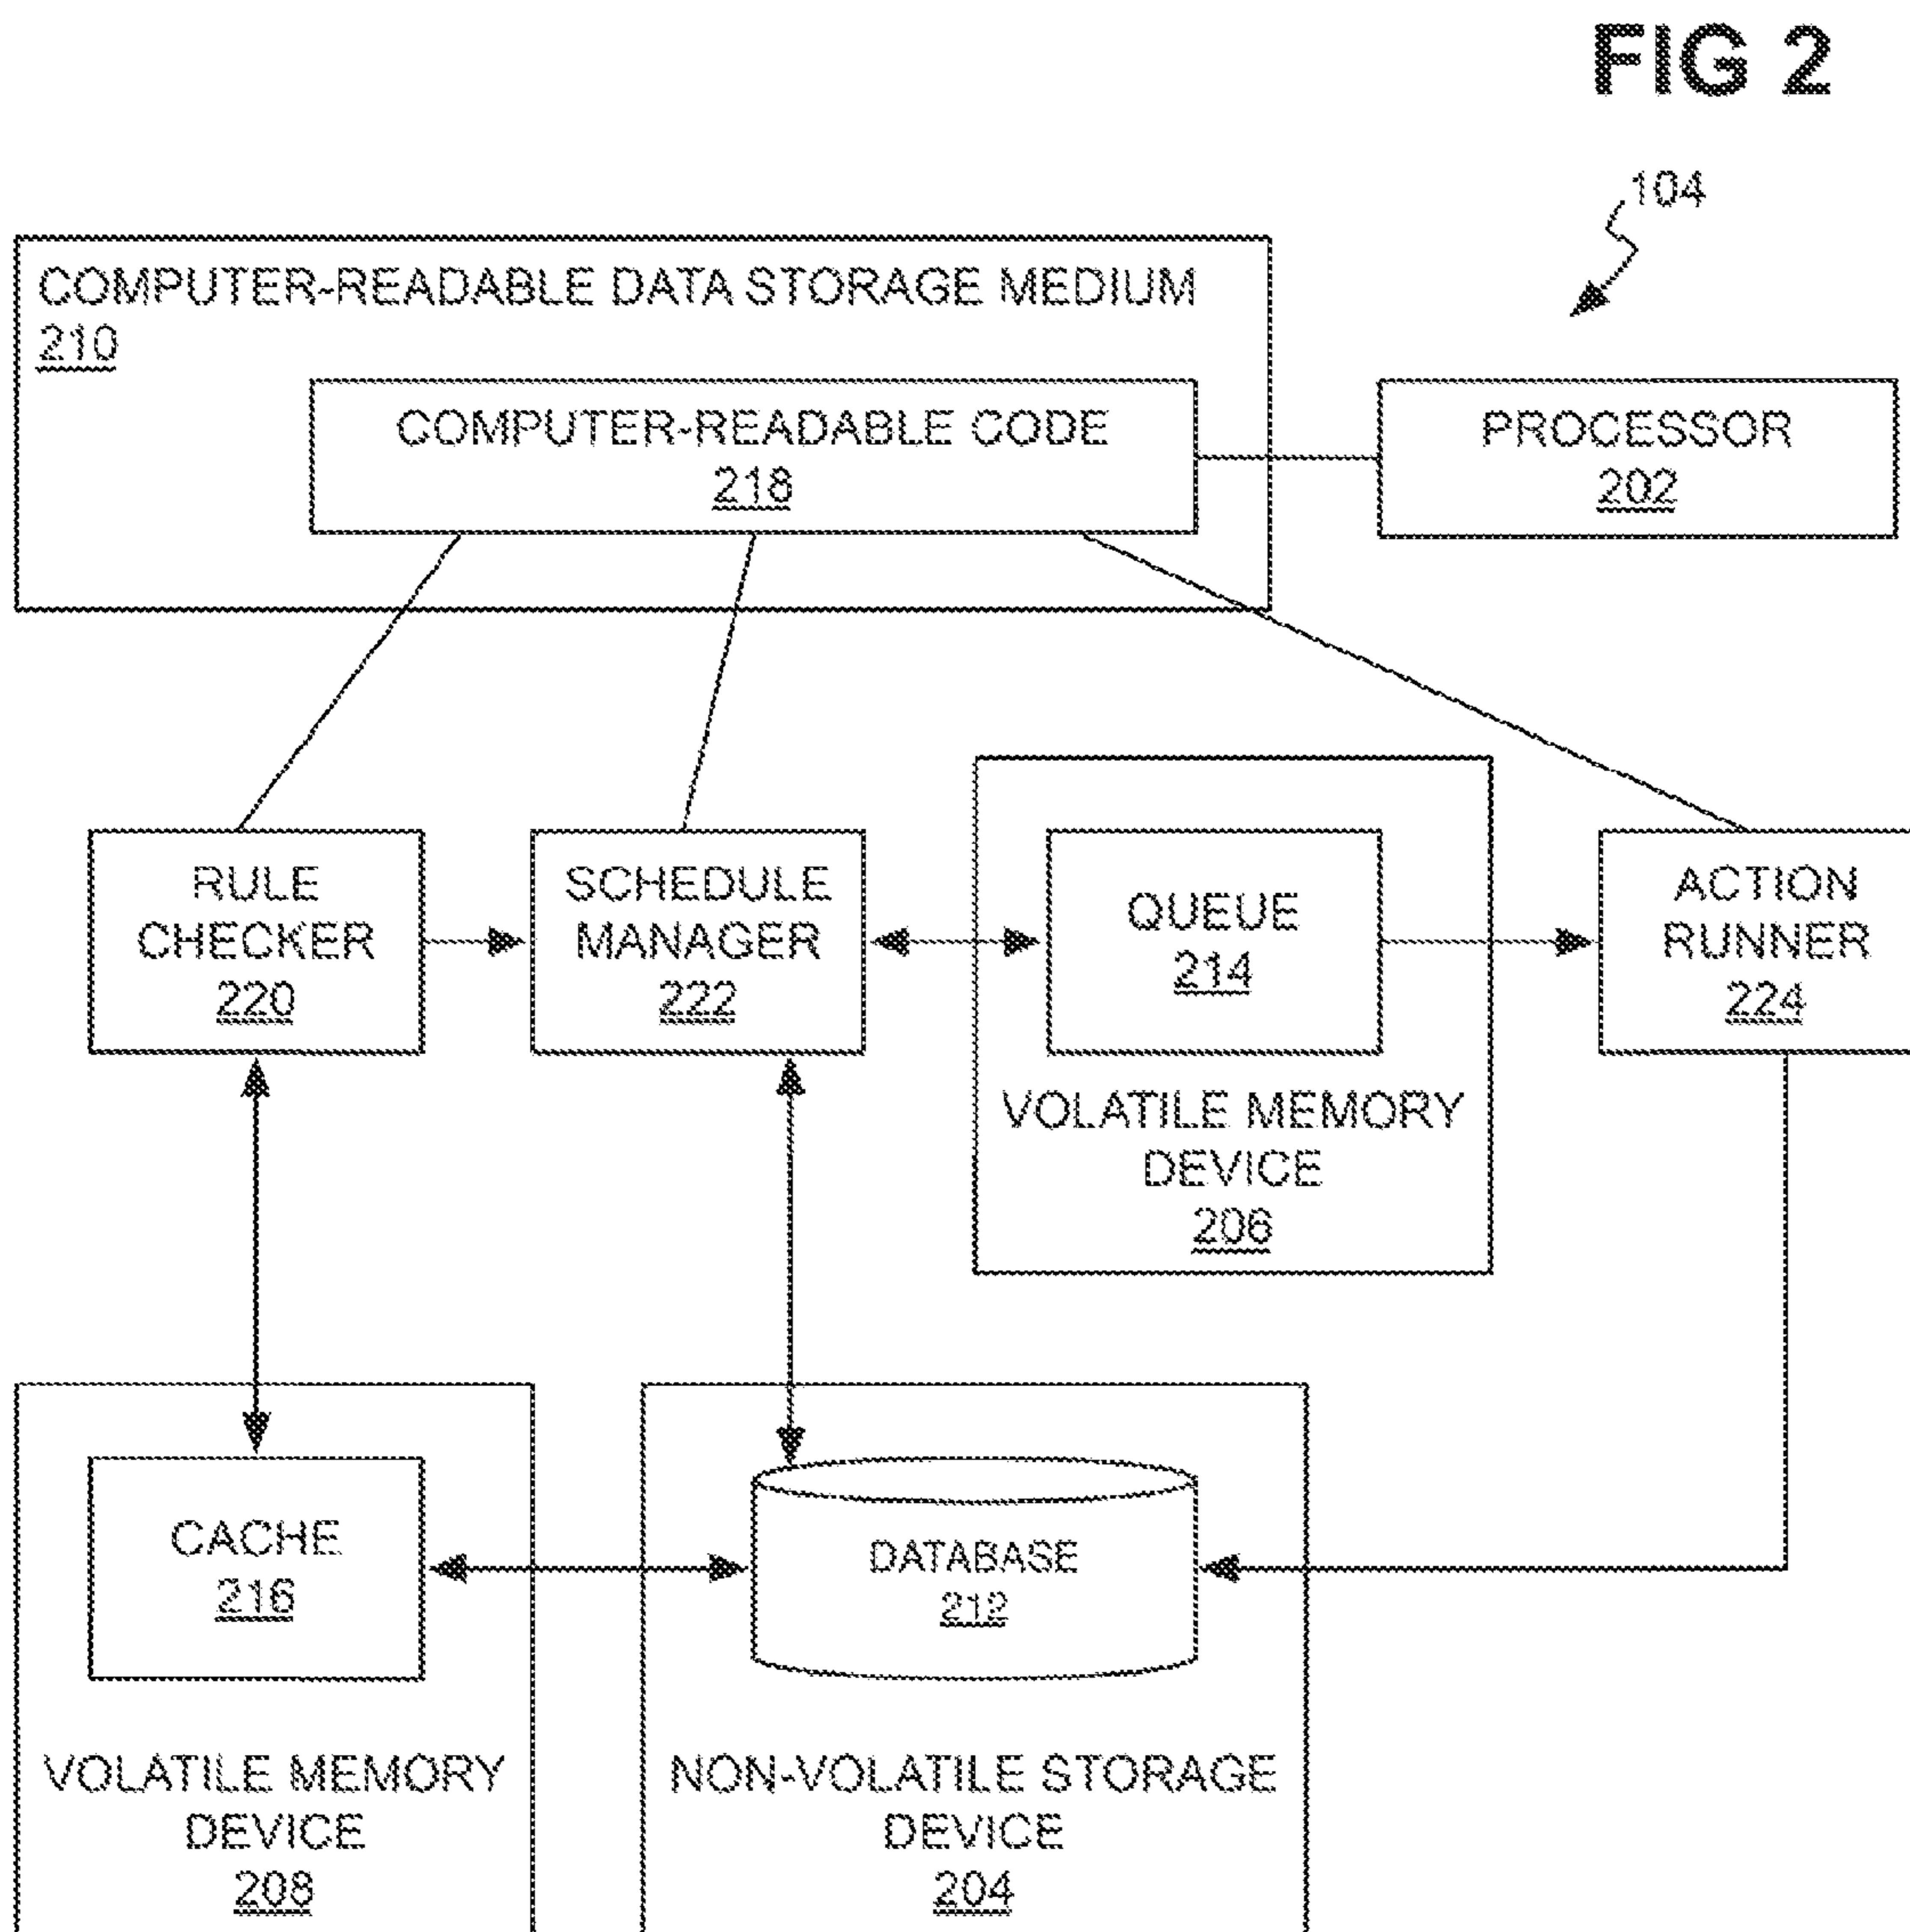 FIG 2
104
COMPUTER-READABLE DATA STORAGE MEDIUM
210
COMPUTER-READABLE CODE
218
PROCESSOR
202
RULE
CHECKER
220
SCHEDULE
MANAGER
222
QUEUE
214
VOLATILE MEMORY
DEVICE
206
ACTION
RUNNER
224
CACHE
216
VOLATILE MEMORY
DEVICE
208
DATABASE
212
NON-VOLATILE STORAGE
DEVICE
204